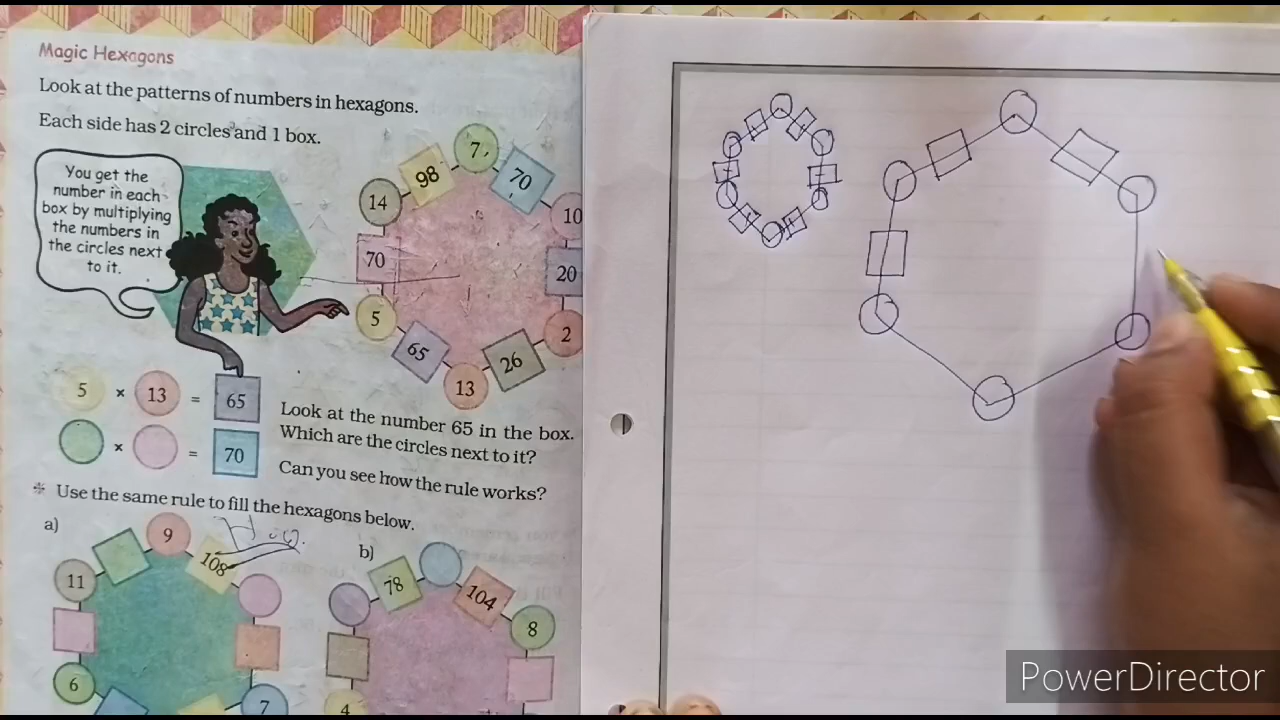 Magic Hexagons
Look at the patterns of numbers in hexagons.
Each side has 2 circles and 1 box.
You get the
number in each
box by multiplying
the numbers in
the circles next
to it.
7
98
70
14
10
70
20
5
2
65
26
13
5 × 13 = 65
× = 70
Look at the number 65 in the box.
Which are the circles next to it?
Can you see how the rule works?
* Use the same rule to fill the hexagons below.
a)
9
108
11
6
7
b)
78
104
8
4
PowerDirector